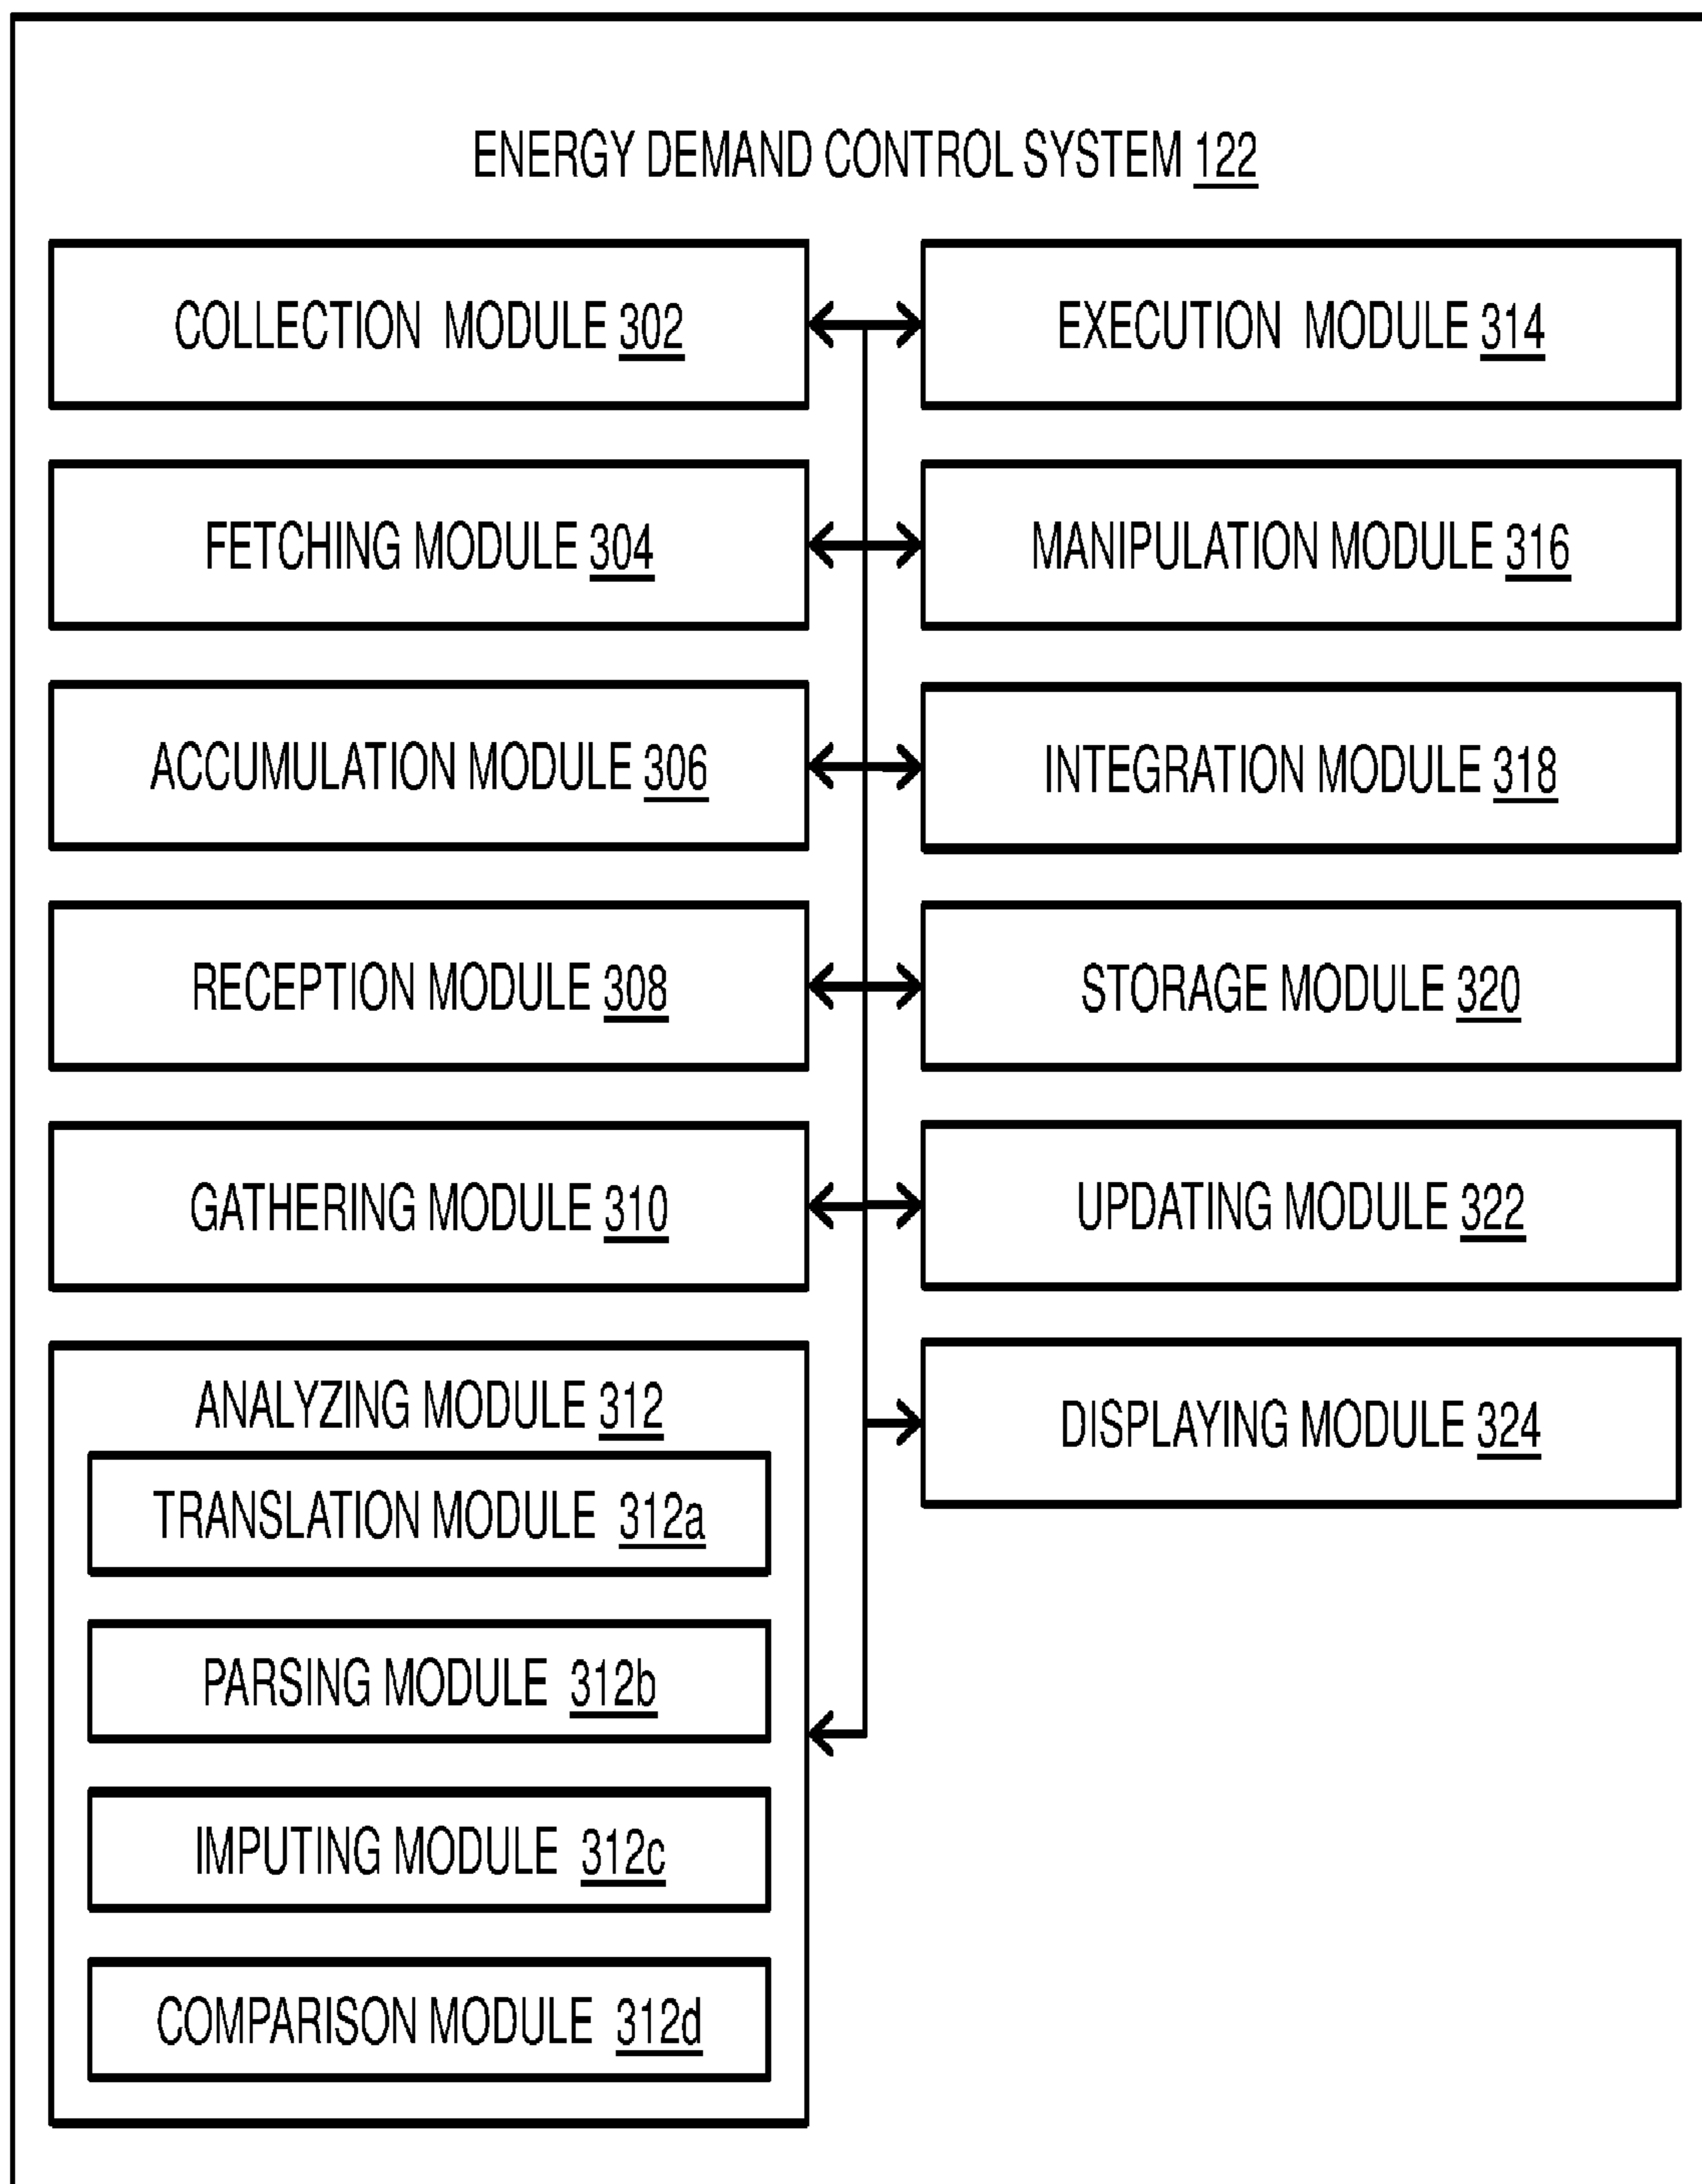 ENERGY DEMAND CONTROL SYSTEM 122
COLLECTION MODULE 302
FETCHING MODULE 304
ACCUMULATION MODULE 306
RECEPTION MODULE 308
GATHERING MODULE 310
ANALYZING MODULE 312
TRANSLATION MODULE 312a
PARSING MODULE 312b
IMPUTING MODULE 312c
COMPARISON MODULE 312d
EXECUTION MODULE 314
MANIPULATION MODULE 316
INTEGRATION MODULE 318
STORAGE MODULE 320
UPDATING MODULE 322
DISPLAYING MODULE 324